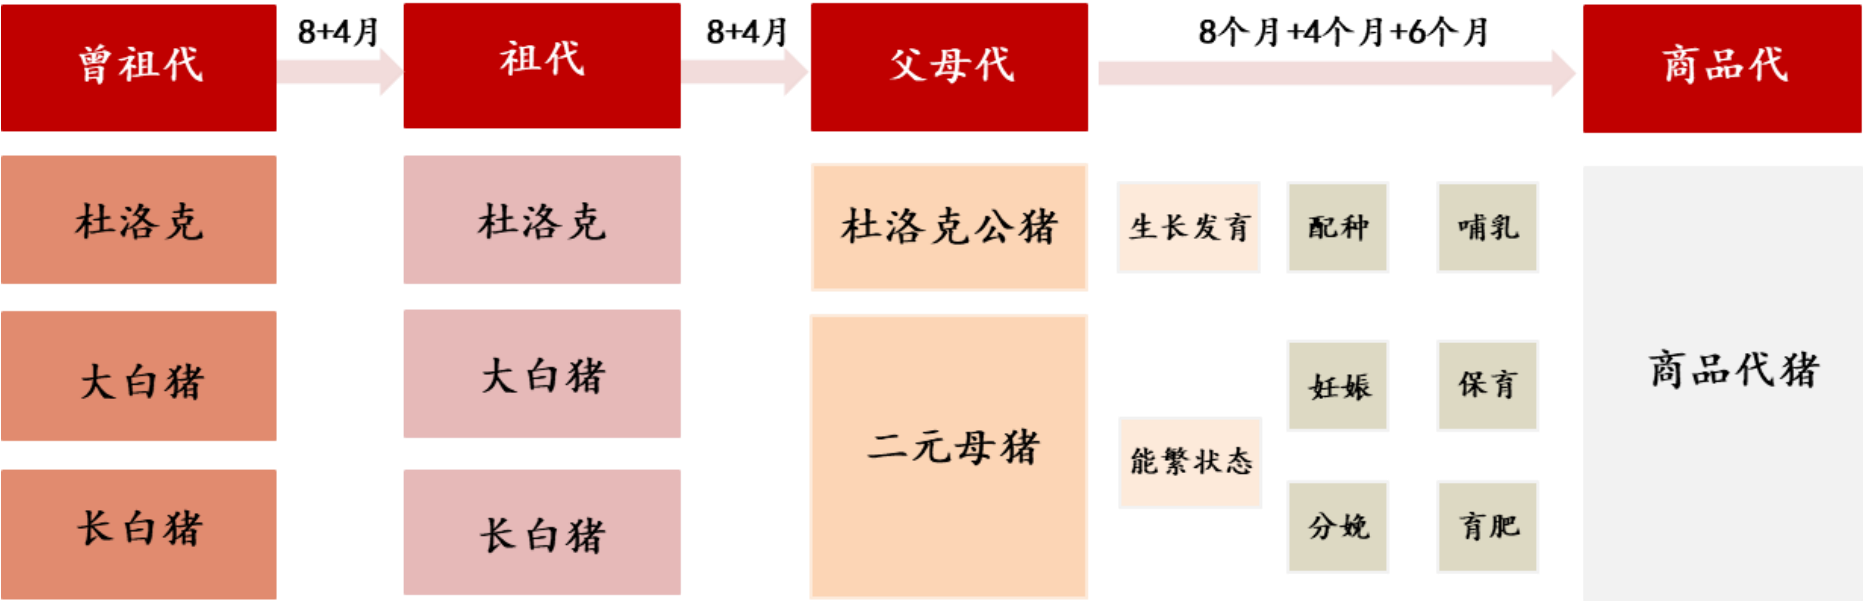 曾祖代
8+4月
祖代
8+4月
父母代
8个月+4个月+6个月
商品代
杜洛克
杜洛克
杜洛克公猪
生长发育
配种
哺乳
大白猪
大白猪
二元母猪
能繁状态
妊娠
保育
商品代猪
长白猪
长白猪
分娩
育肥